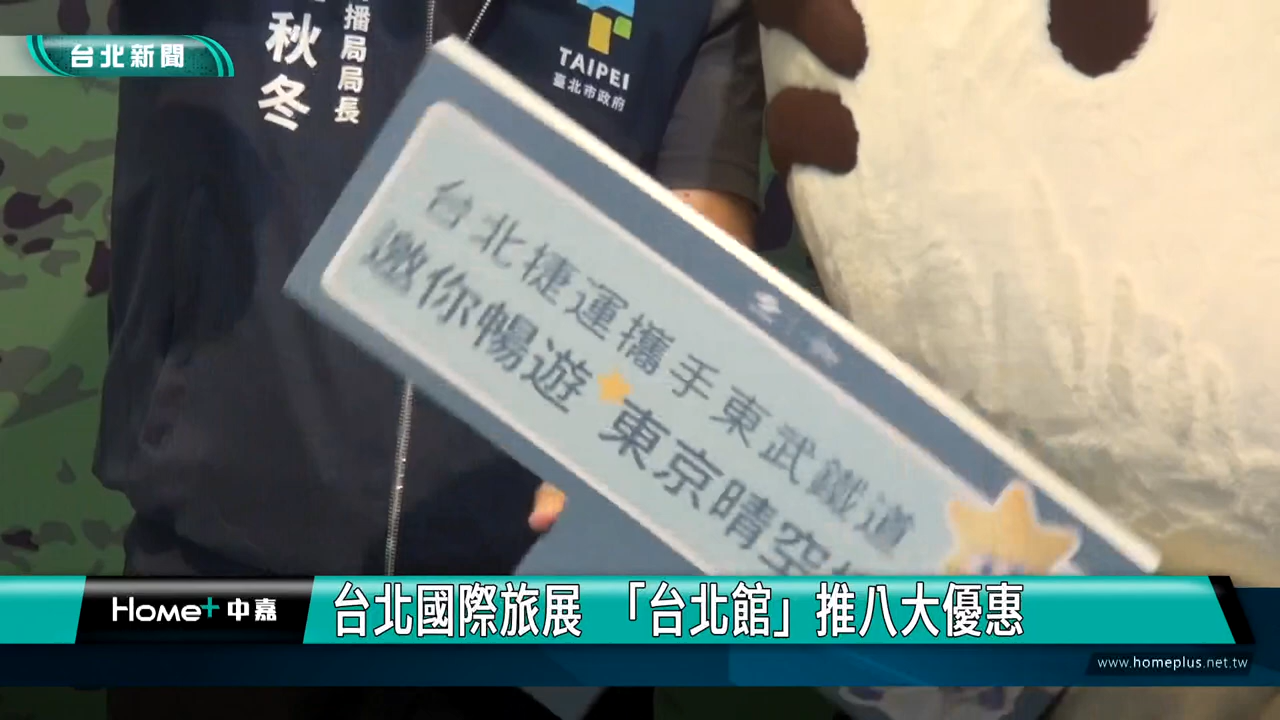 台北新聞
播局局長
秋冬
TAIPEI
臺北市政府
台北捷運攜手東武鐵道
邀你暢遊 東京晴空
Home+中嘉
台北國際旅展 「台北館」推八大優惠
www.homeplus.net.tw